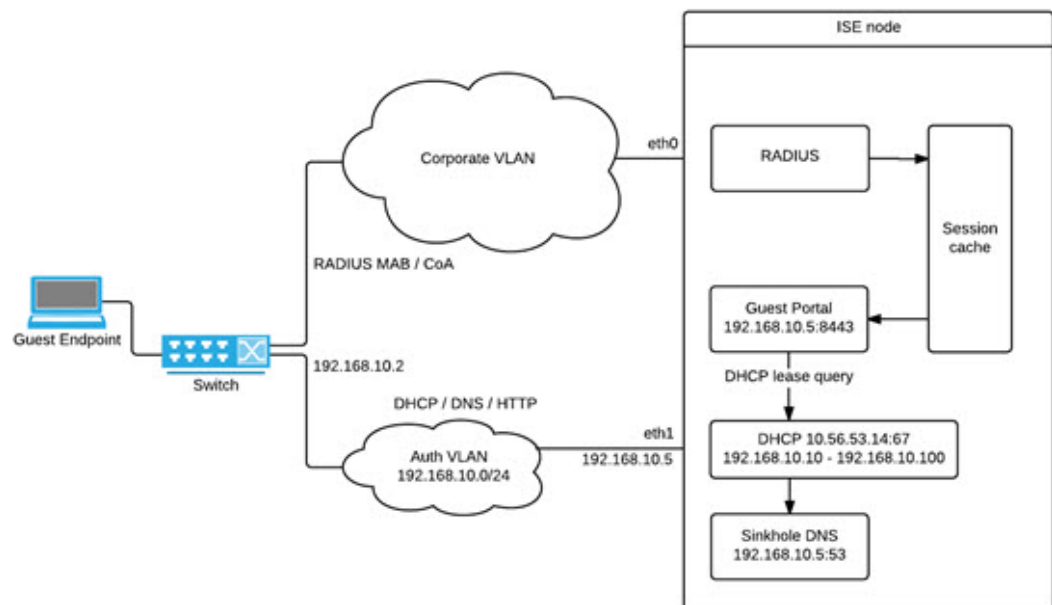 ISE node
Corporate VLAN
eth0
RADIUS
Session
cache
RADIUS MAB / CoA
Guest Endpoint
Switch
192.168.10.2
Guest Portal
192.168.10.5:8443
DHCP lease query
DHCP / DNS / HTTP
Auth VLAN
192.168.10.0/24
eth1
192.168.10.5
DHCP 10.56.53.14:67
192.168.10.10 - 192.168.10.100
Sinkhole DNS
192.168.10.5:53